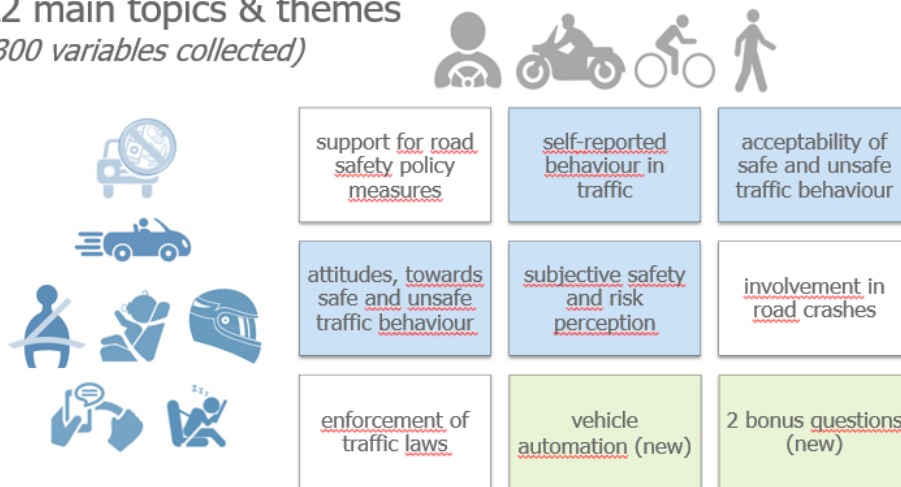 2 main topics & themes
300 variables collected)
support for road
safety policy
measures
self-reported
behaviour in
traffic
acceptability of
safe and unsafe
traffic behaviour
attitudes, towards
safe and unsafe
traffic behaviour
subjective safety
and risk
perception
involvement in
road crashes
enforcement of
traffic laws
vehicle
automation (new)
2 bonus questions
(new)
zzz